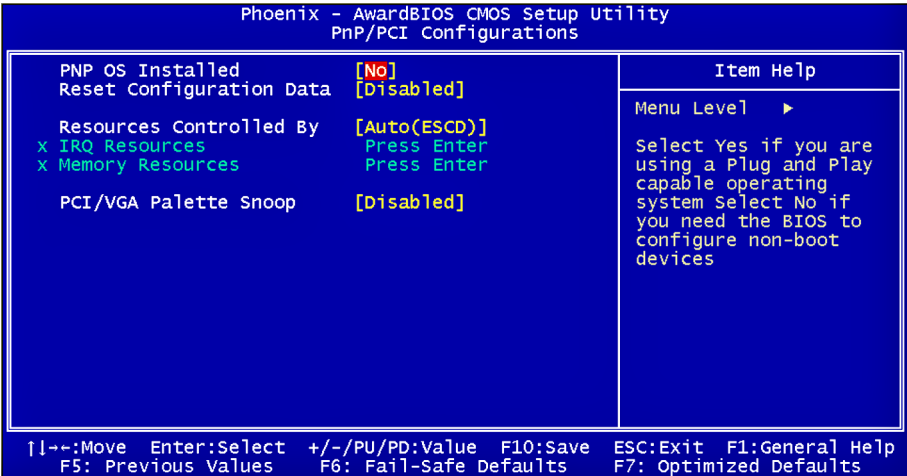 Phoenix - AwardBIOS CMOS Setup Utility
PnP/PCI Configurations
PNP OS Installed [No]
Reset Configuration Data [Disabled]
Resources Controlled By [Auto(ESCD)]
x IRQ Resources Press Enter
x Memory Resources Press Enter
PCI/VGA Palette Snoop [Disabled]
Item Help
Menu Level ▶
Select Yes if you are
using a Plug and Play
capable operating
system Select No if
you need the BIOS to
configure non-boot
devices
↑↓→←:Move Enter:Select +/-/PU/PD:Value F10:Save ESC:Exit F1:General Help
F5: Previous Values F6: Fail-Safe Defaults F7: Optimized Defaults